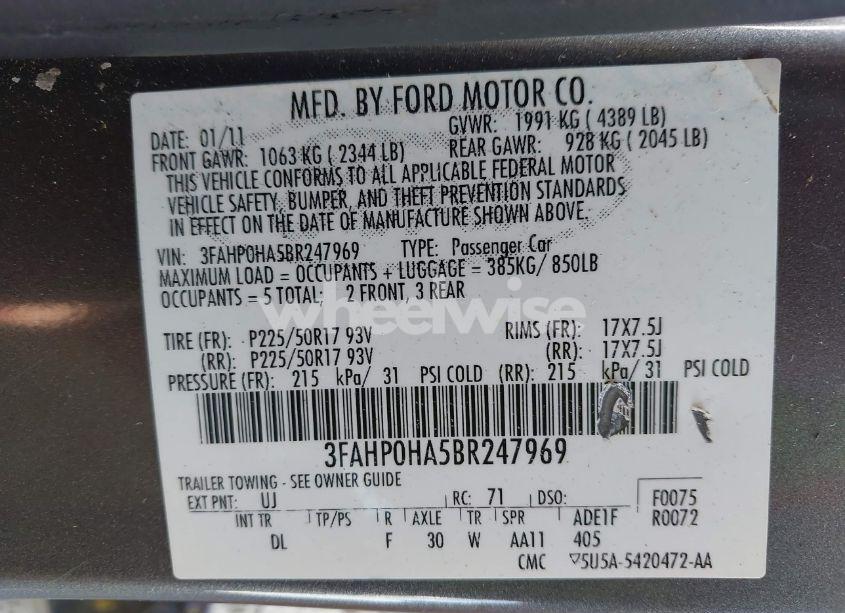 MFD. BY FORD MOTOR CO.
DATE: 01/11 GVWR: 1991 KG ( 4389 LB)
FRONT GAWR: 1063 KG ( 2344 LB) REAR GAWR: 928 KG ( 2045 LB)
THIS VEHICLE CONFORMS TO ALL APPLICABLE FEDERAL MOTOR
VEHICLE SAFETY, BUMPER, AND THEFT PREVENTION STANDARDS
IN EFFECT ON THE DATE OF MANUFACTURE SHOWN ABOVE.
VIN: 3FAHP0HA5BR247969 TYPE: Passenger Car
MAXIMUM LOAD = OCCUPANTS + LUGGAGE = 385KG/ 850LB
OCCUPANTS = 5 TOTAL: 2 FRONT, 3 REAR
wheelwise
TIRE (FR): P225/50R17 93V RIMS (FR): 17X7.5J
(RR): P225/50R17 93V (RR): 17X7.5J
PRESSURE (FR): 215 kPa/ 31 PSI COLD (RR): 215 kPa/ 31 PSI COLD
3FAHP0HA5BR247969
TRAILER TOWING - SEE OWNER GUIDE
EXT PNT: UJ RC: 71 DSO: F0075
INT TR TP/PS R AXLE TR SPR ADE1F R0072
DL F 30 W AA11 405
CMC ▽5U5A-5420472-AA